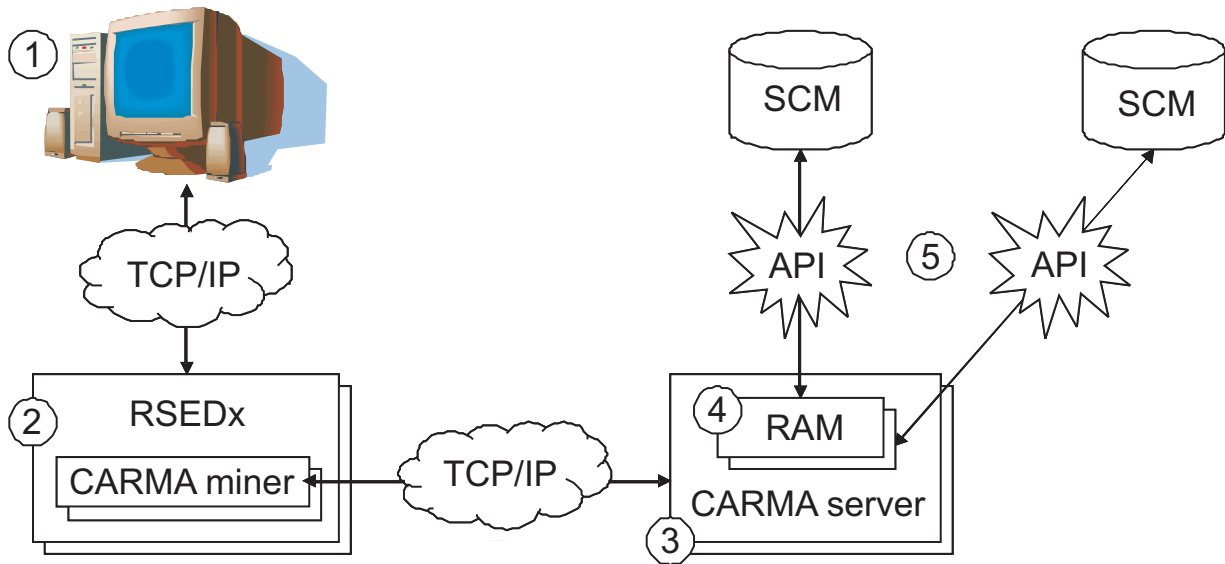 1
SCM
SCM
TCP/IP
API
5
API
2
RSEDx
4
RAM
CARMA miner
TCP/IP
CARMA server
3